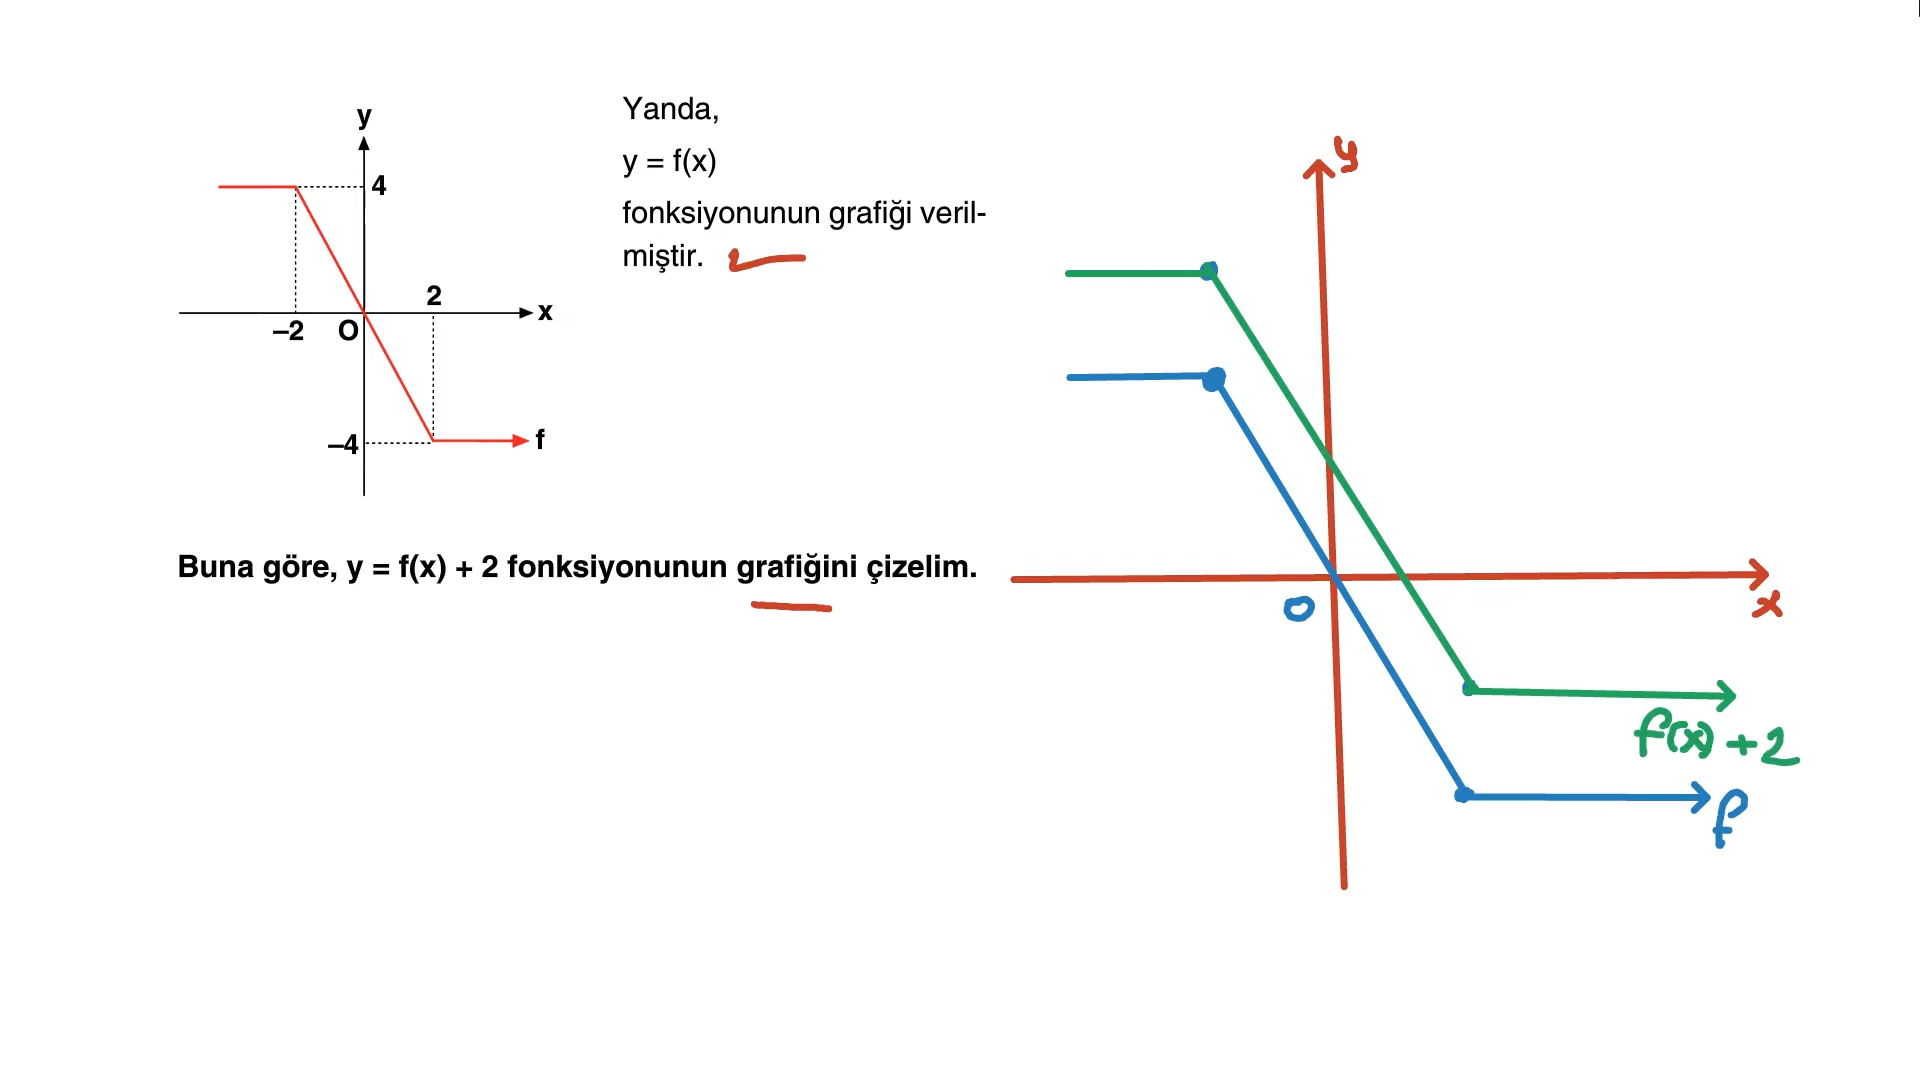 y
4
2
x
–2
O
–4
f
Yanda,
y = f(x)
fonksiyonunun grafiği veril-
miştir.
Buna göre, y = f(x) + 2 fonksiyonunun grafiğini çizelim.
y
0
x
f(x) + 2
f